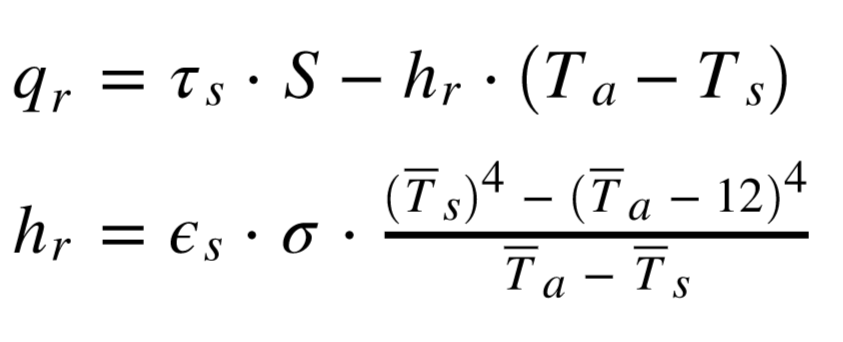 q_r = τ_s · S − h_r · (T_a − T_s)
h_r = ϵ_s · σ · ((T̅_s)^4 − (T̅_a − 12)^4) / (T̅_a − T̅_s)